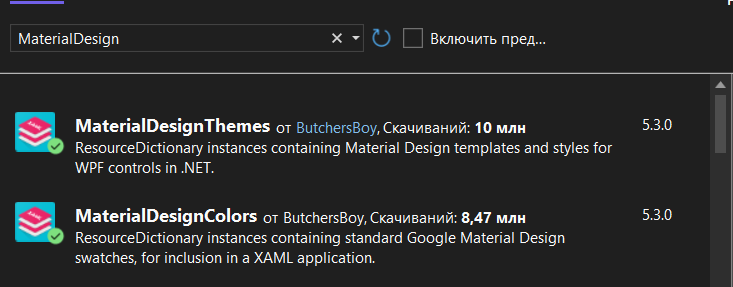 MaterialDesign
Включить пред...
MaterialDesignThemes от ButchersBoy, Скачиваний: 10 млн 5.3.0
ResourceDictionary instances containing Material Design templates and styles for
WPF controls in .NET.
MaterialDesignColors от ButchersBoy, Скачиваний: 8,47 млн 5.3.0
ResourceDictionary instances containing standard Google Material Design
swatches, for inclusion in a XAML application.